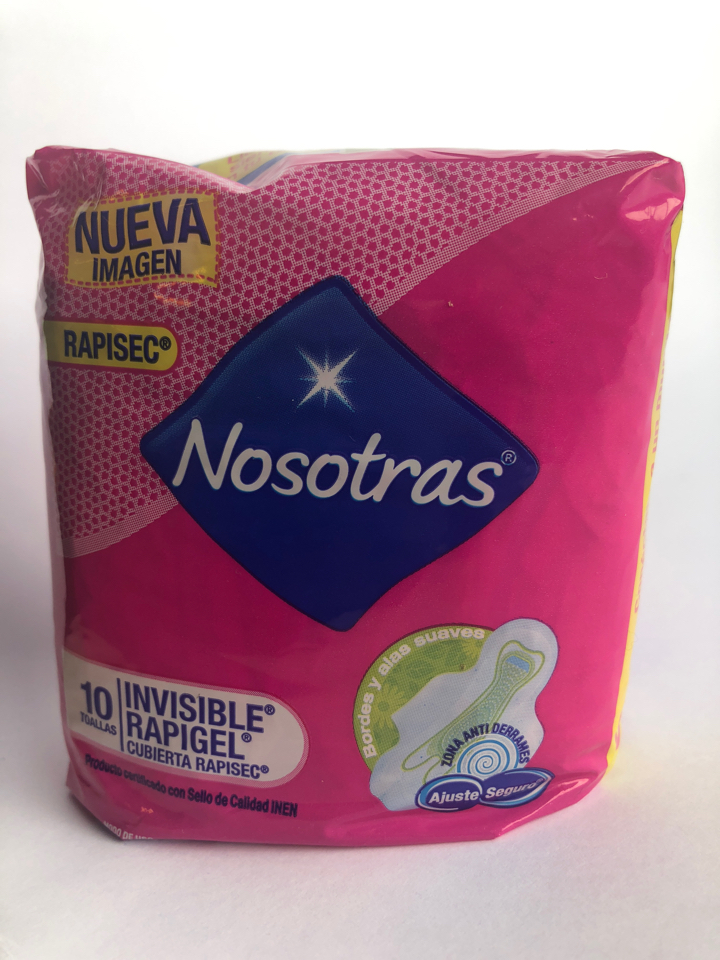 NUEVA
IMAGEN
RAPISEC®
Nosotras®
Bordes y alas suaves
ZONA ANTI DERRAMES
Ajuste Seguro®
10
TOALLAS
INVISIBLE®
RAPIGEL®
CUBIERTA RAPISEC®
Producto certificado con Sello de Calidad INEN